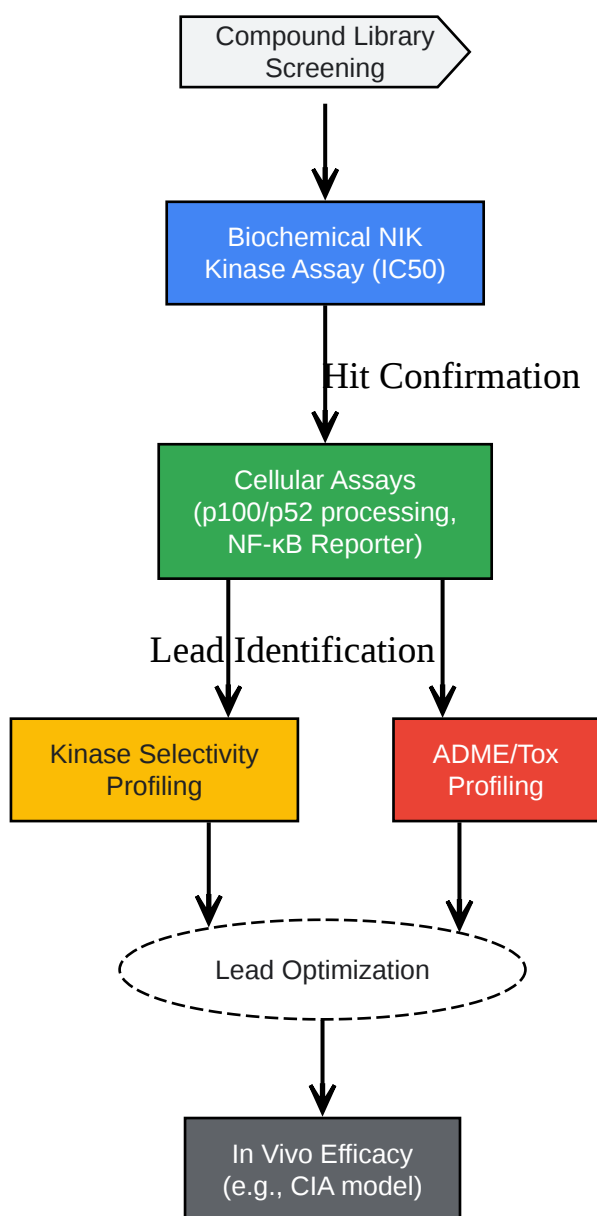 Compound Library
Screening
Biochemical NIK
Kinase Assay (IC50)
Hit Confirmation
Cellular Assays
(p100/p52 processing,
NF-κB Reporter)
Lead Identification
Kinase Selectivity
Profiling
ADME/Tox
Profiling
Lead Optimization
In Vivo Efficacy
(e.g., CIA model)